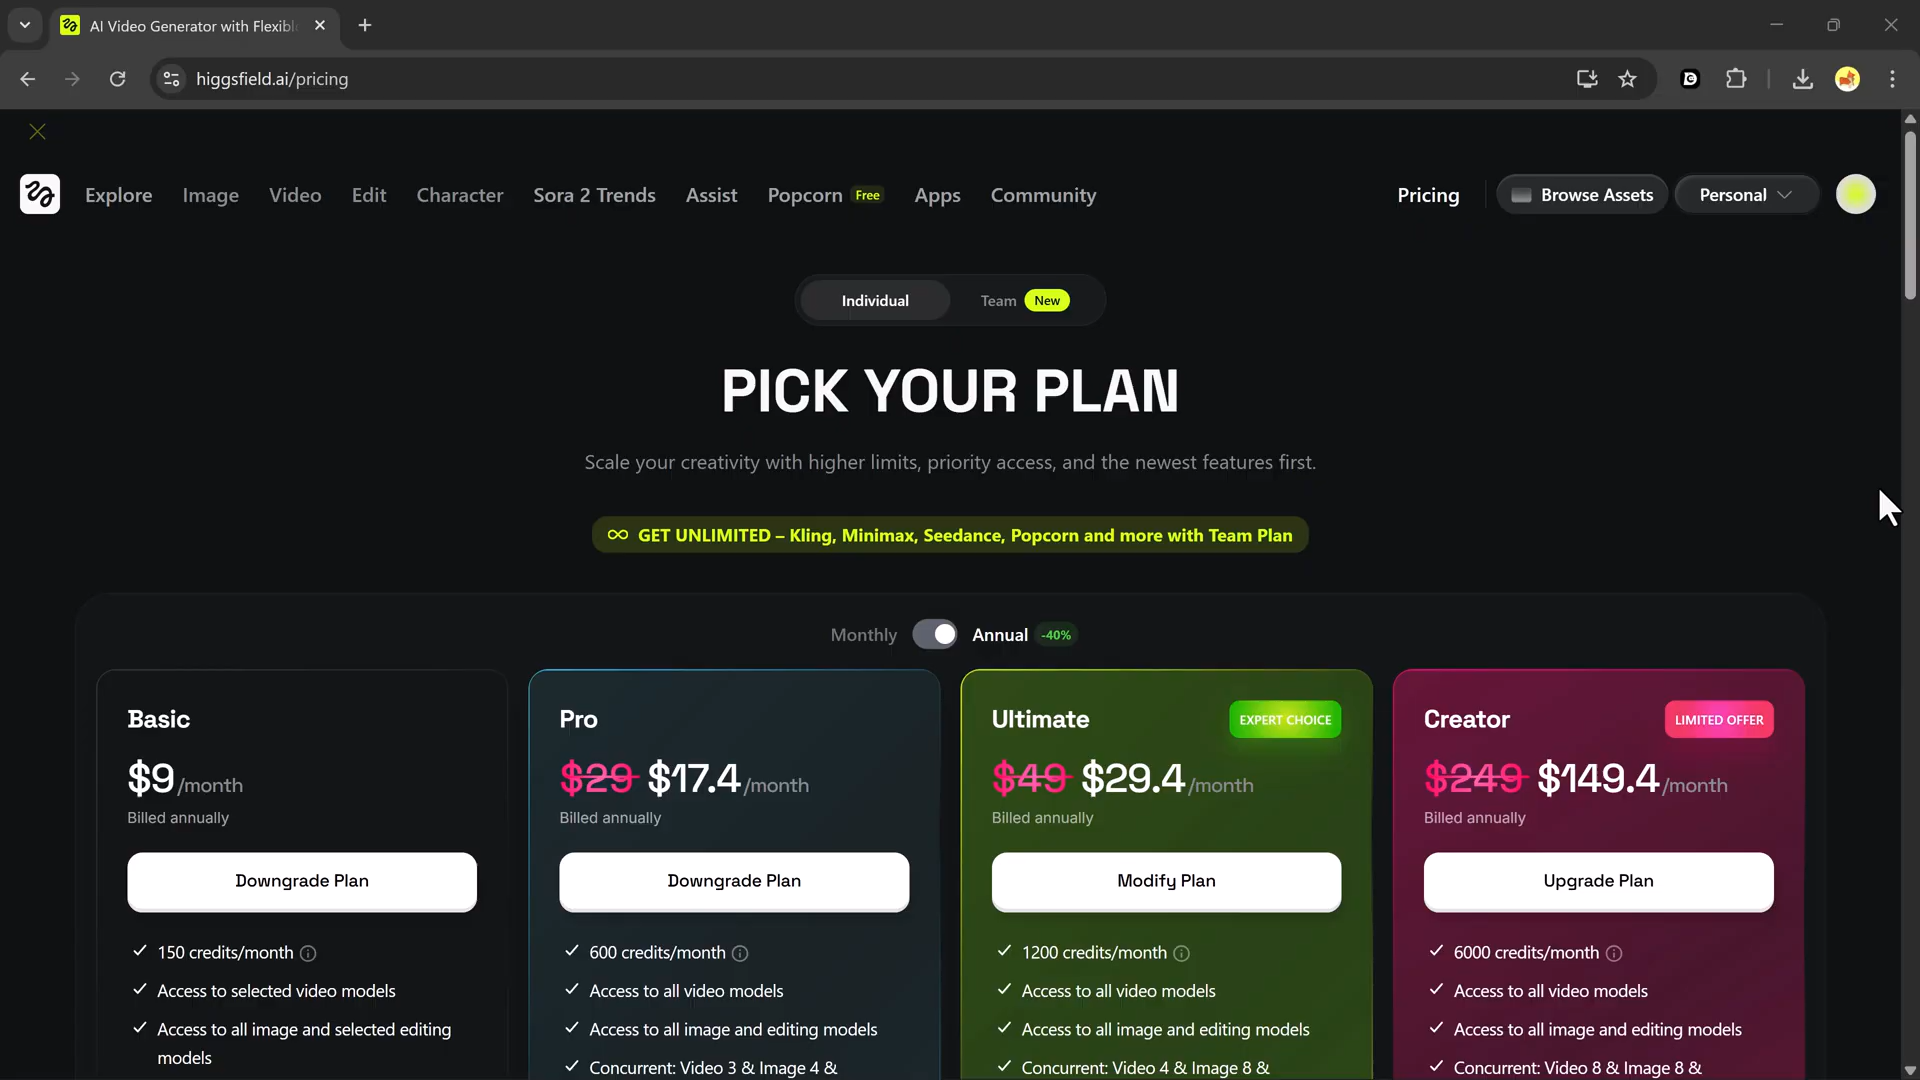 AI Video Generator with Flexibl
higgsfield.ai/pricing
Explore Image Video Edit Character Sora 2 Trends Assist Popcorn Free Apps Community Pricing Browse Assets Personal
Individual Team New
PICK YOUR PLAN
Scale your creativity with higher limits, priority access, and the newest features first.
GET UNLIMITED – Kling, Minimax, Seedance, Popcorn and more with Team Plan
Monthly Annual -40%
Basic
$9/month
Billed annually
Downgrade Plan
150 credits/month
Access to selected video models
Access to all image and selected editing
models
Pro
$29 $17.4/month
Billed annually
Downgrade Plan
600 credits/month
Access to all video models
Access to all image and editing models
Concurrent: Video 3 & Image 4 &
Ultimate EXPERT CHOICE
$49 $29.4/month
Billed annually
Modify Plan
1200 credits/month
Access to all video models
Access to all image and editing models
Concurrent: Video 4 & Image 8 &
Creator LIMITED OFFER
$249 $149.4/month
Billed annually
Upgrade Plan
6000 credits/month
Access to all video models
Access to all image and editing models
Concurrent: Video 8 & Image 8 &